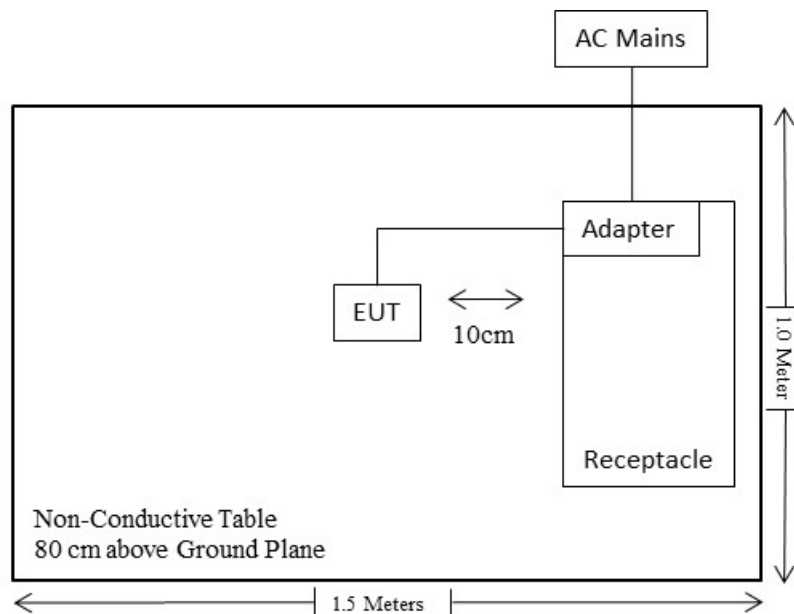 AC Mains
Adapter
EUT
10cm
1.0 Meter
Receptacle
Non-Conductive Table
80 cm above Ground Plane
1.5 Meters